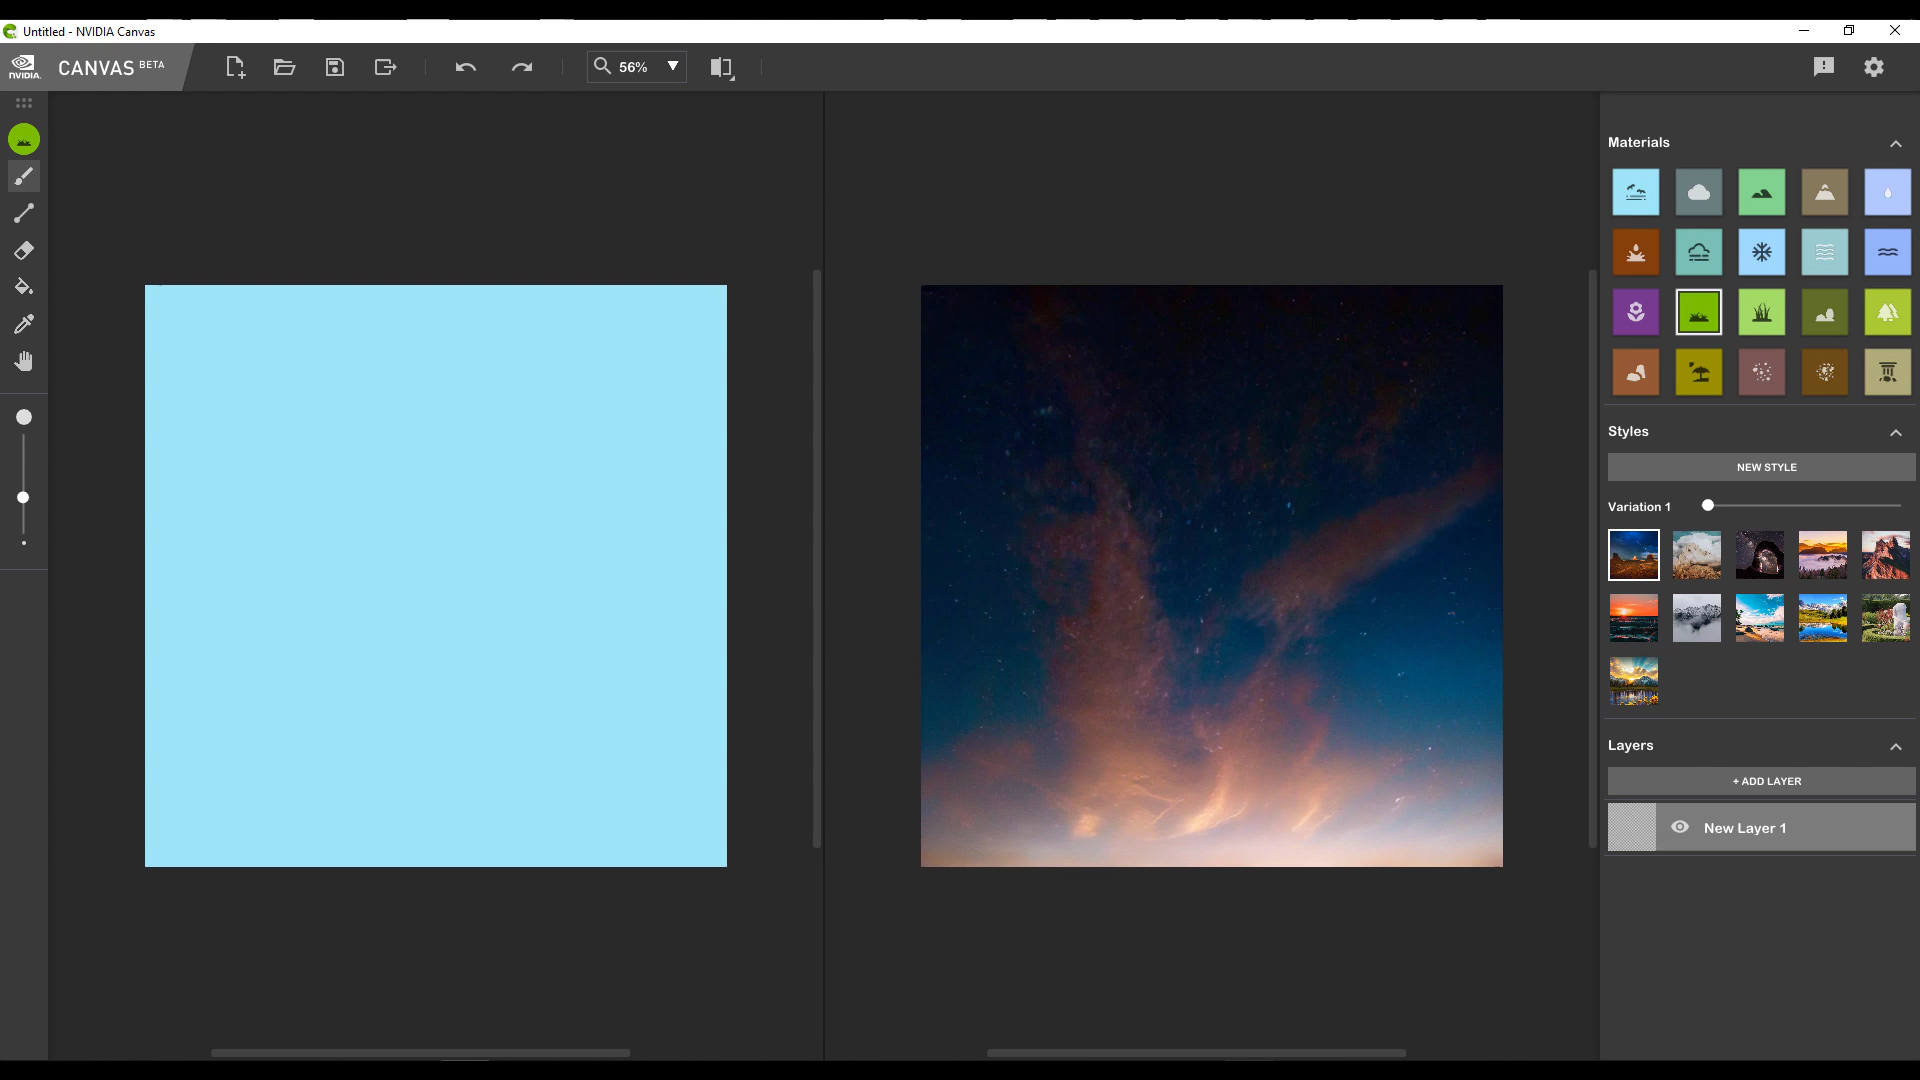 Untitled - NVIDIA Canvas
NVIDIA. CANVAS BETA
56%
Materials
Styles
NEW STYLE
Variation 1
Layers
+ ADD LAYER
New Layer 1